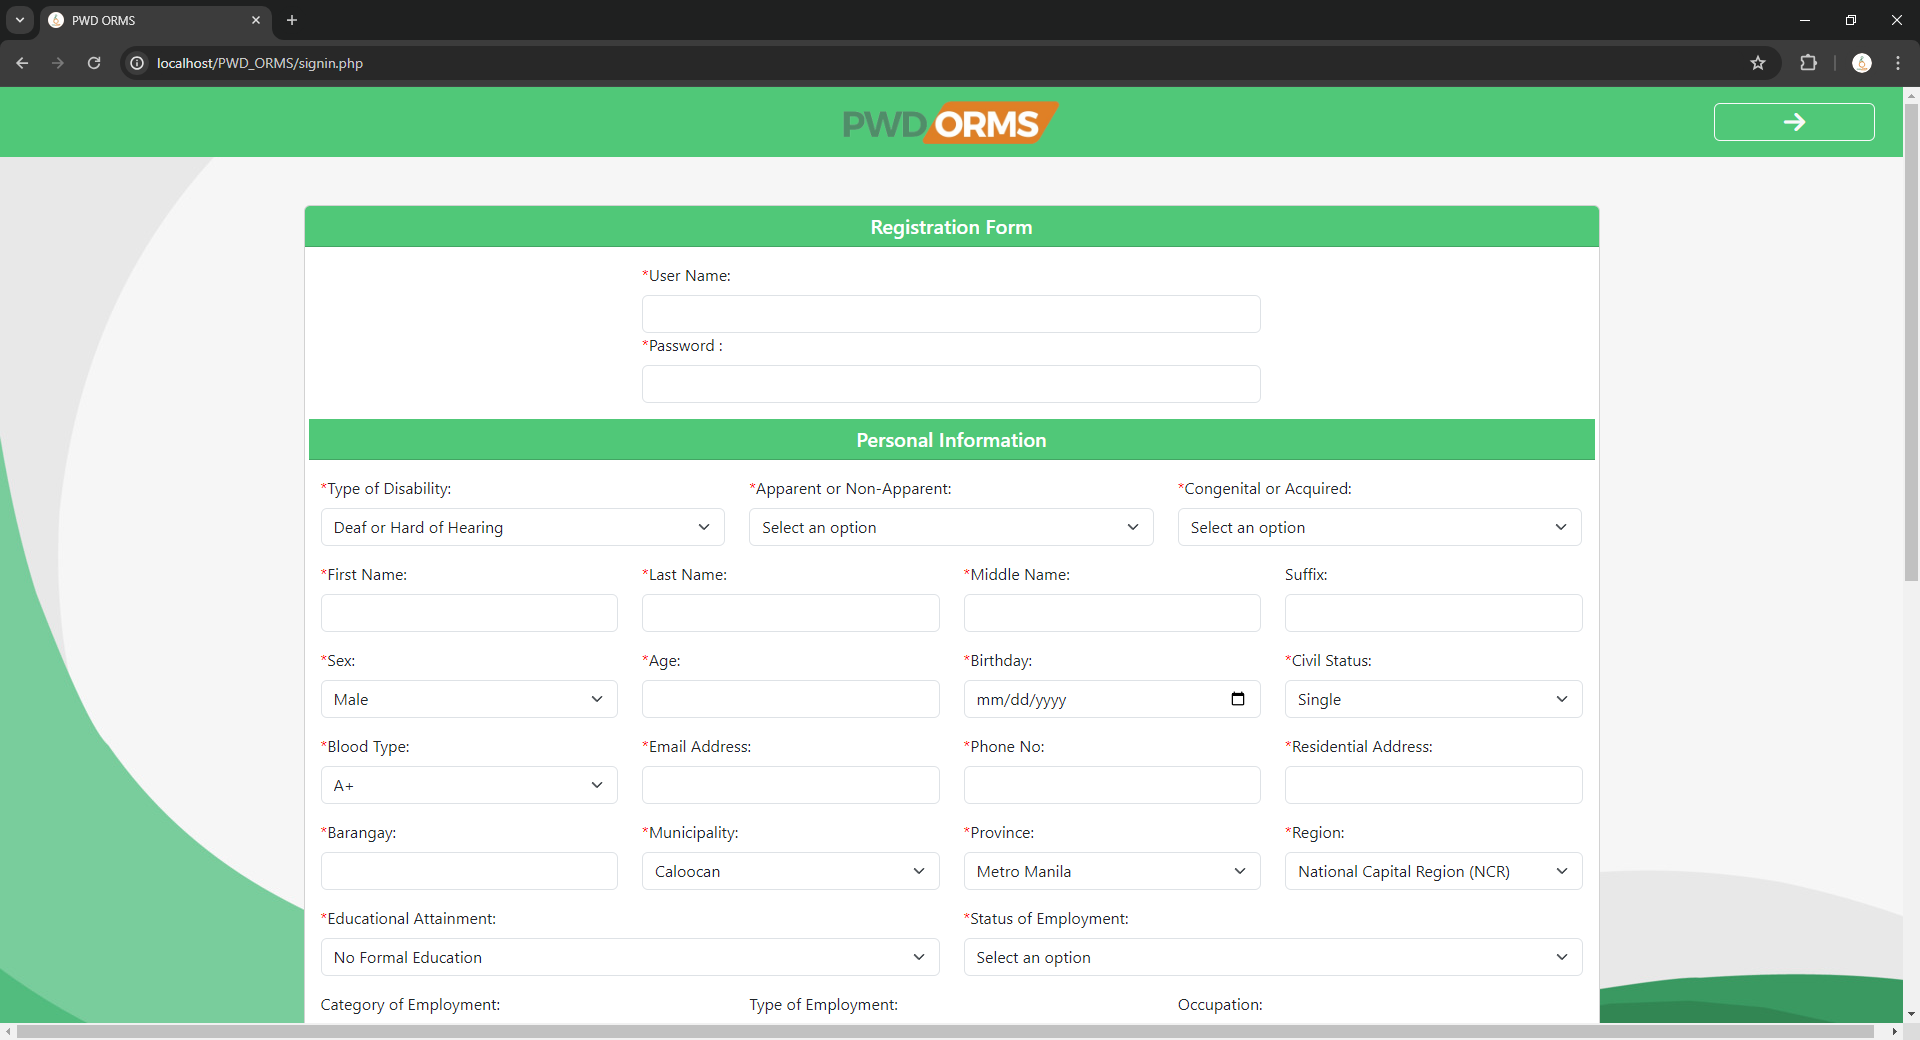 PWD ORMS
localhost/PWD_ORMS/signin.php
PWD ORMS
Registration Form
*User Name:
*Password :
Personal Information
*Type of Disability: *Apparent or Non-Apparent: *Congenital or Acquired:
Deaf or Hard of Hearing Select an option Select an option
*First Name: *Last Name: *Middle Name: Suffix:
*Sex: *Age: *Birthday: *Civil Status:
Male mm/dd/yyyy Single
*Blood Type: *Email Address: *Phone No: *Residential Address:
A+
*Barangay: *Municipality: *Province: *Region:
Caloocan Metro Manila National Capital Region (NCR)
*Educational Attainment: *Status of Employment:
No Formal Education Select an option
Category of Employment: Type of Employment: Occupation: